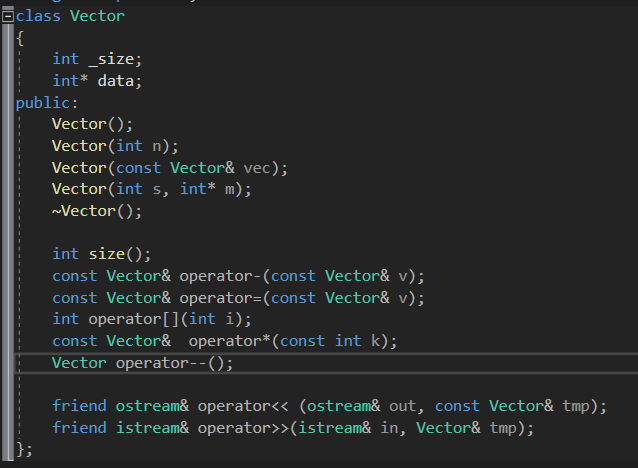 class Vector
{
    int _size;
    int* data;
public:
    Vector();
    Vector(int n);
    Vector(const Vector& vec);
    Vector(int s, int* m);
    ~Vector();
    int size();
    const Vector& operator-(const Vector& v);
    const Vector& operator=(const Vector& v);
    int operator[](int i);
    const Vector&  operator*(const int k);
    Vector operator--();
    friend ostream& operator<< (ostream& out, const Vector& tmp);
    friend istream& operator>>(istream& in, Vector& tmp);
};